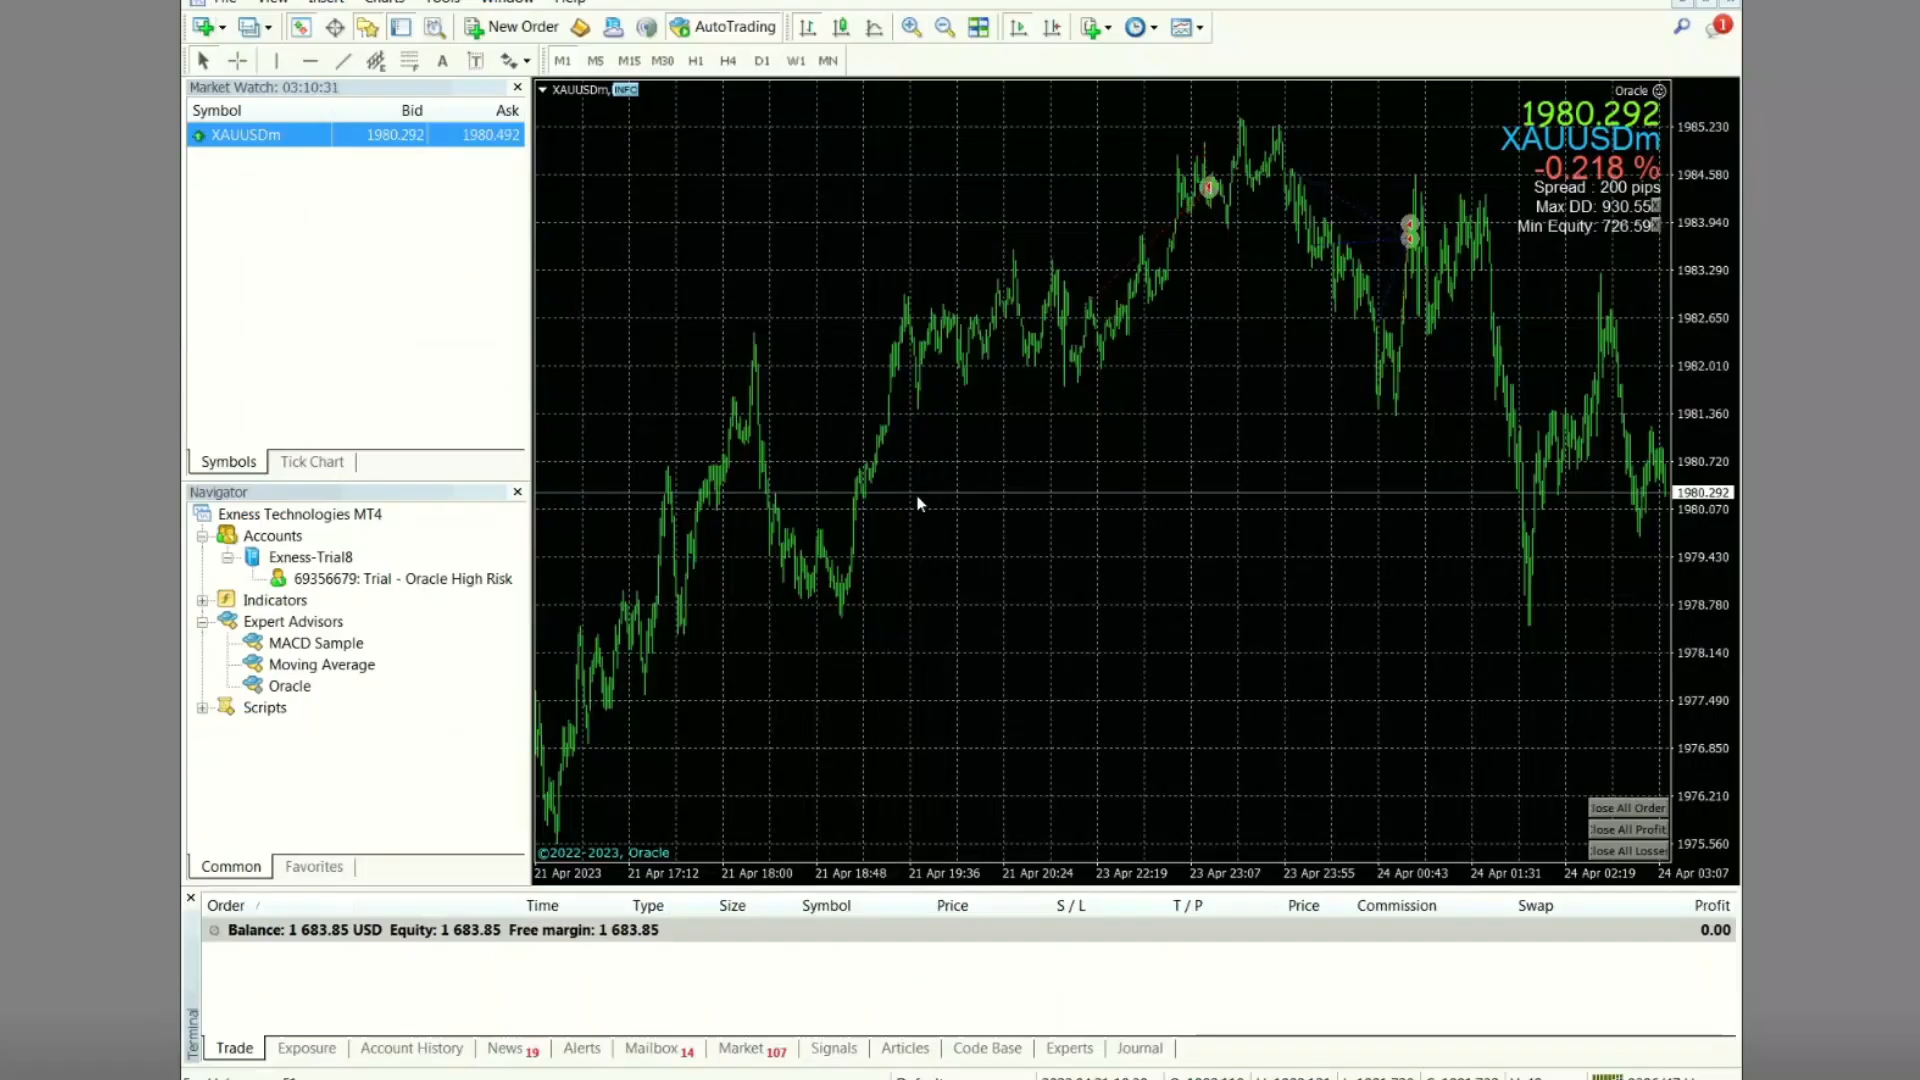 New Order
AutoTrading
1
A
T
M1 M5 M15 M30 H1 H4 D1 W1 MN
Market Watch: 03:10:31
Symbol Bid Ask
XAUUSDm 1980.292 1980.492
Symbols Tick Chart
Navigator
Exness Technologies MT4
Accounts
Exness-Trial8
69356679: Trial - Oracle High Risk
Indicators
Expert Advisors
MACD Sample
Moving Average
Oracle
Scripts
Common Favorites
XAUUSDm, INFO
Oracle
1980.292
XAUUSDm
-0.218 %
Spread : 200 pips
Max DD: 930.55
Min Equity: 726.59
1985.230
1984.580
1983.940
1983.290
1982.650
1982.010
1981.360
1980.720
1980.292
1980.070
1979.430
1978.780
1978.140
1977.490
1976.850
1976.210
1975.560
lose All Order
lose All Profit
lose All Losse
©2022-2023, Oracle
21 Apr 2023 21 Apr 17:12 21 Apr 18:00 21 Apr 18:48 21 Apr 19:36 21 Apr 20:24 23 Apr 22:19 23 Apr 23:07 23 Apr 23:55 24 Apr 00:43 24 Apr 01:31 24 Apr 02:19 24 Apr 03:07
Order / Time Type Size Symbol Price S / L T / P Price Commission Swap Profit
Balance: 1 683.85 USD Equity: 1 683.85 Free margin: 1 683.85 0.00
Terminal
Trade Exposure Account History News 19 Alerts Mailbox 14 Market 107 Signals Articles Code Base Experts Journal